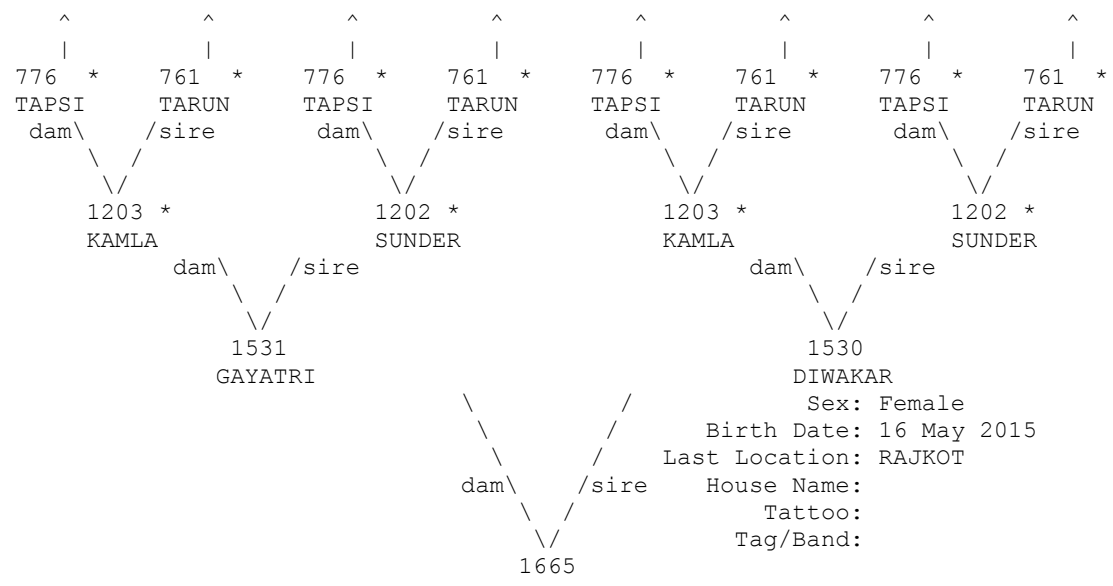 ^ ^ ^ ^ ^ ^ ^ ^
| | | | | | | |
776 * 761 * 776 * 761 * 776 * 761 * 776 * 761 *
TAPSI TARUN TAPSI TARUN TAPSI TARUN TAPSI TARUN
dam\ /sire dam\ /sire dam\ /sire dam\ /sire
\ / \ / \ / \ /
\/ \/ \/ \/
1203 * 1202 * 1203 * 1202 *
KAMLA SUNDER KAMLA SUNDER
dam\ /sire dam\ /sire
\ / \ /
\/ \/
1531 1530
GAYATRI DIWAKAR
\ / Sex: Female
\ / Birth Date: 16 May 2015
\ / Last Location: RAJKOT
dam\ /sire House Name:
\ / Tattoo:
\/ Tag/Band:
1665